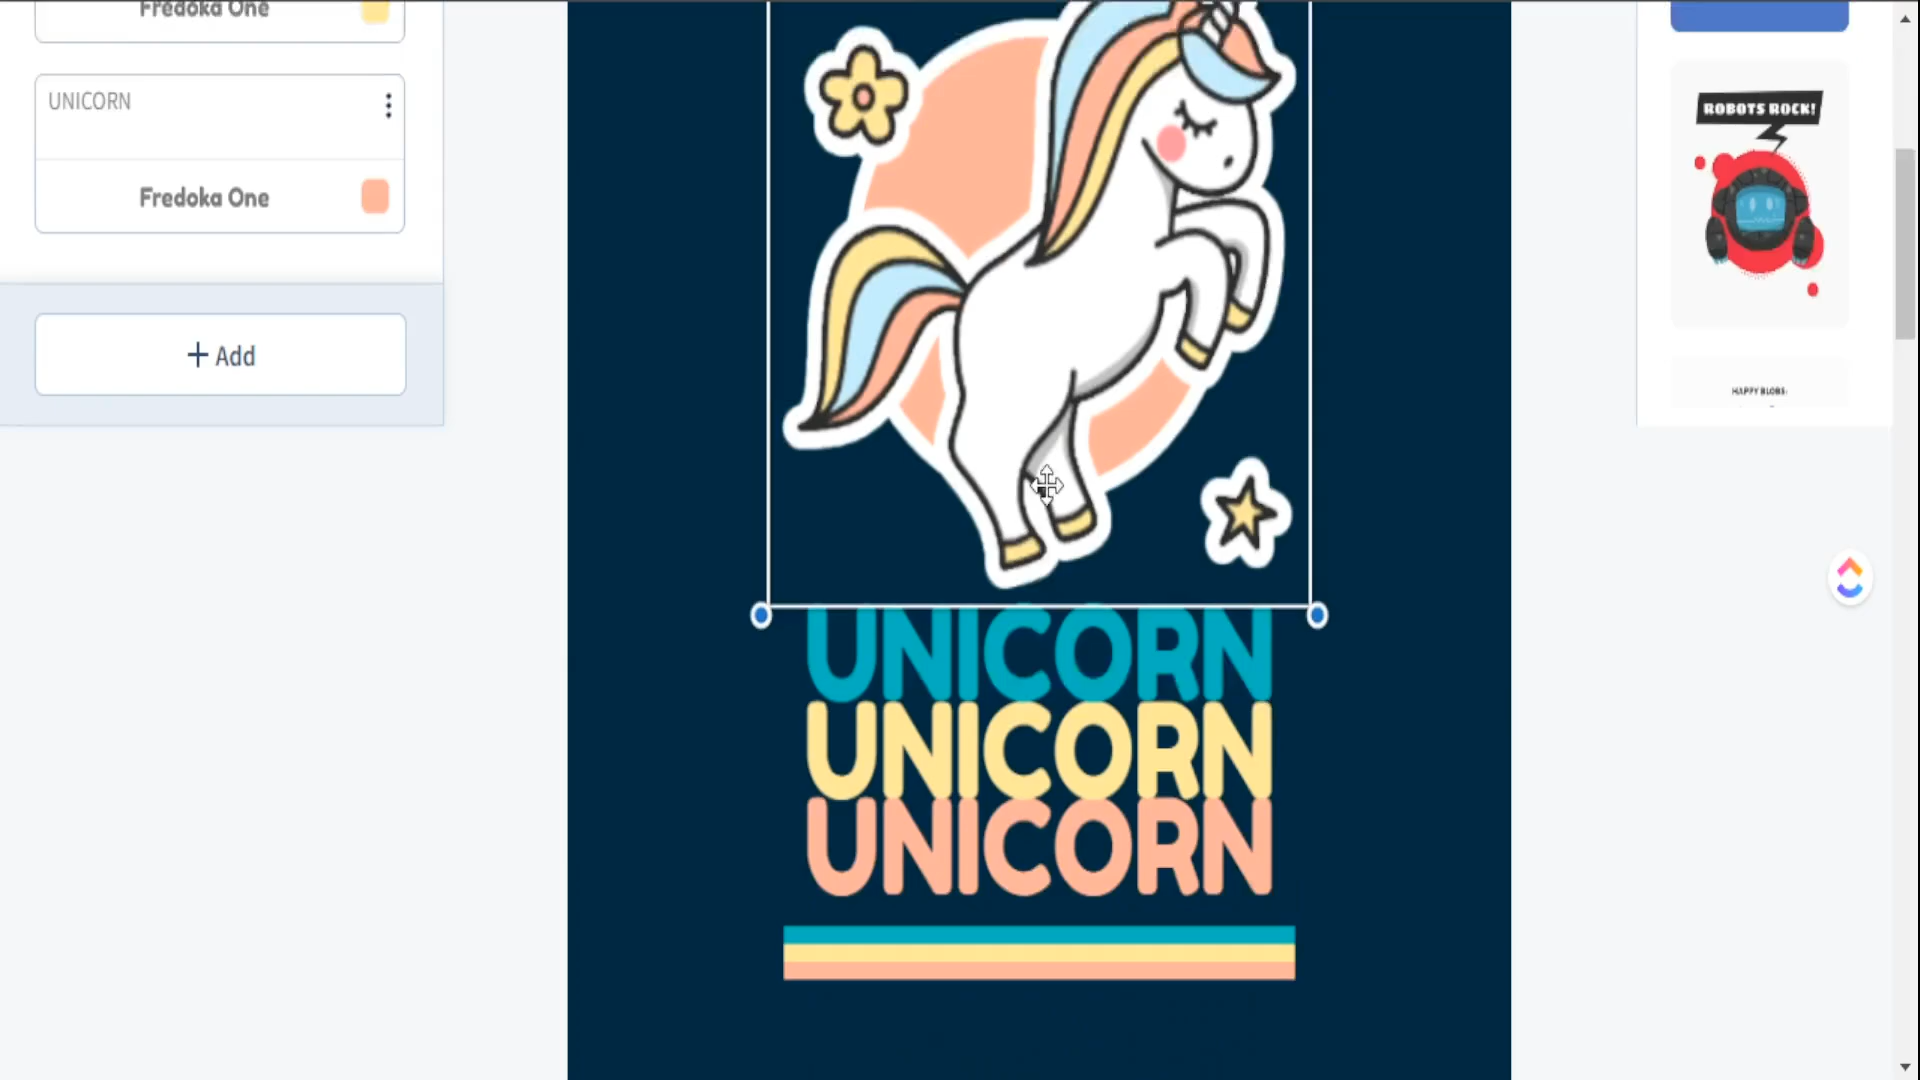 Fredoka One
UNICORN
Fredoka One
+ Add
UNICORN
UNICORN
UNICORN
ROBOTS ROCK!
HAPPY BLOBS